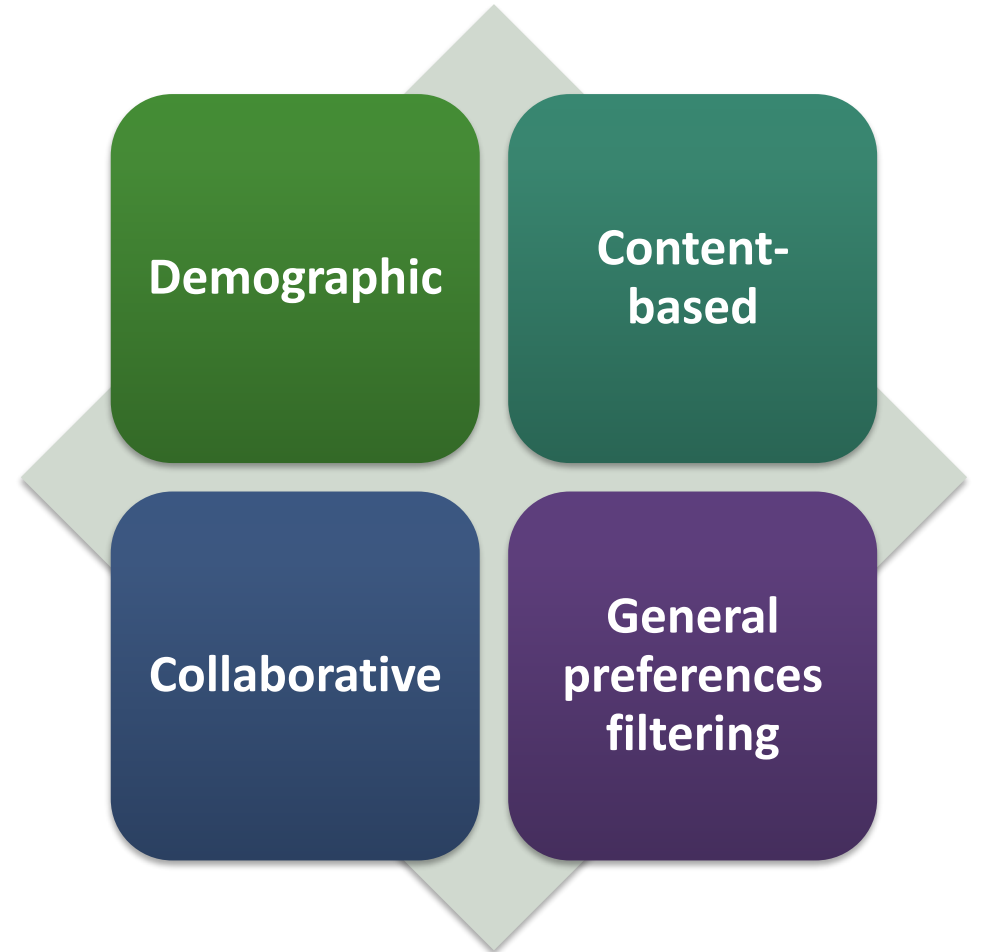 Demographic
Content-
based
Collaborative
General
preferences
filtering